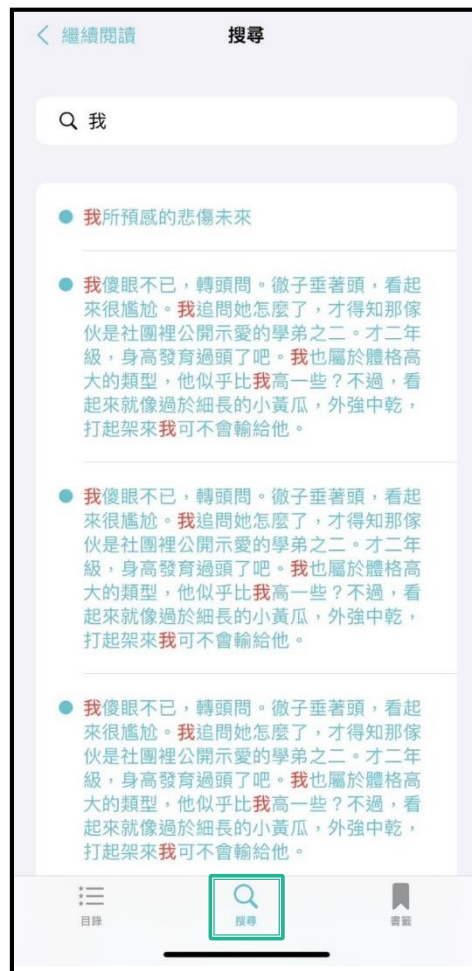 繼續閱讀 搜尋
我
我所預感的悲傷未來
我傻眼不已，轉頭問。徹子垂著頭，看起
來很尷尬。我追問她怎麼了，才得知那傢
伙是社團裡公開示愛的學弟之二。才二年
級，身高發育過頭了吧。我也屬於體格高
大的類型，他似乎比我高一些？不過，看
起來就像過於細長的小黃瓜，外強中乾，
打起架來我可不會輸給他。
我傻眼不已，轉頭問。徹子垂著頭，看起
來很尷尬。我追問她怎麼了，才得知那傢
伙是社團裡公開示愛的學弟之二。才二年
級，身高發育過頭了吧。我也屬於體格高
大的類型，他似乎比我高一些？不過，看
起來就像過於細長的小黃瓜，外強中乾，
打起架來我可不會輸給他。
我傻眼不已，轉頭問。徹子垂著頭，看起
來很尷尬。我追問她怎麼了，才得知那傢
伙是社團裡公開示愛的學弟之二。才二年
級，身高發育過頭了吧。我也屬於體格高
大的類型，他似乎比我高一些？不過，看
起來就像過於細長的小黃瓜，外強中乾，
打起架來我可不會輸給他。
目錄 搜尋 書籤